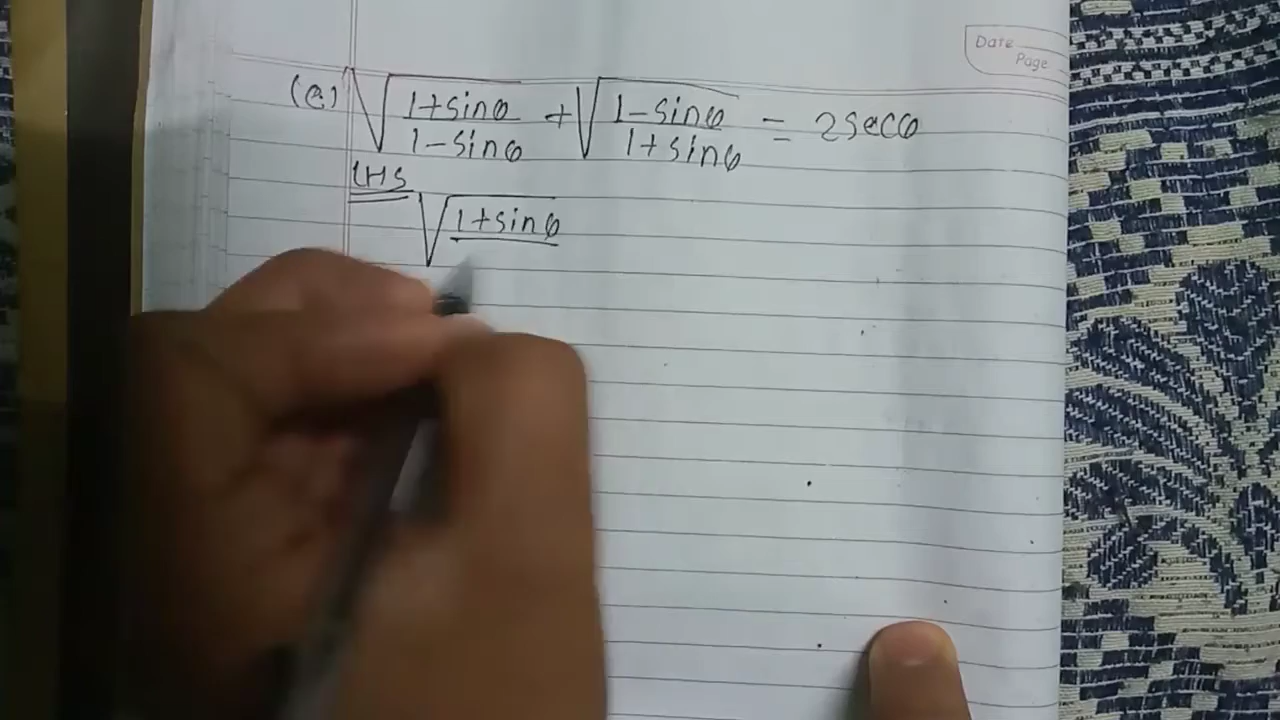 Date
Page
(e) √(1+sinθ / 1-sinθ) + √(1-sinθ / 1+sinθ) = 2secθ
LHS
√(1+sinθ